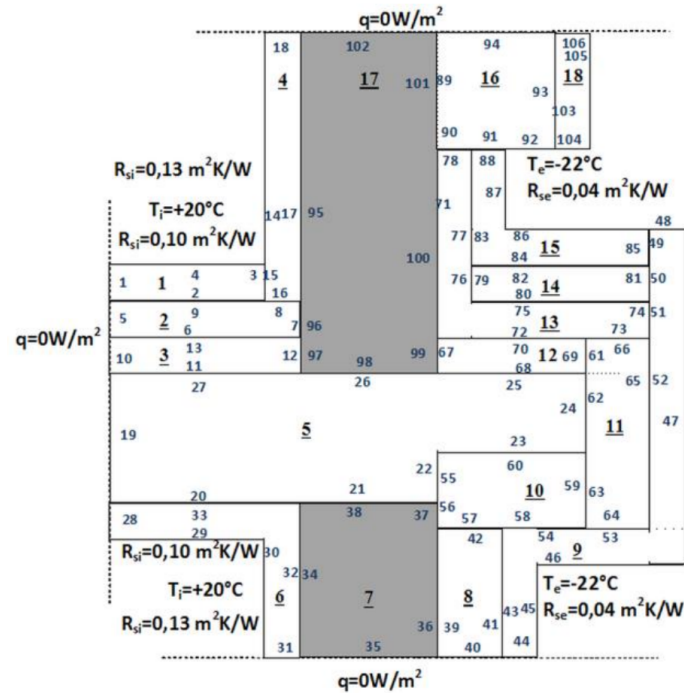 q=0W/m²
18 102 94 106
105
4 17 16 18
101 89 93
103
90 91 92 104
78 88
Rsi=0,13 m²K/W
Te=-22°C
Rse=0,04 m²K/W
87
Ti=+20°C
14 17 95 71
48
Rsi=0,10 m²K/W
77 83 86 85 49
15
100 84
1 4 3 15 76 79 82 81 50
1 14
2 16 80
5 9 8 75 74 51
2 13
6 7 96 72 73
q=0W/m²
10 13 12 97 99 67 70 69 61 66
3 12
11 98 68
27 26 25 65 52
62
24
11 47
19 5
23
22 55 60
20 21 10 59 63
28 33 38 37 56 57 58 64
29 54 53
Rsi=0,10 m²K/W
30 42 46 9
32 34
Ti=+20°C
Te=-22°C
6 7 8
Rse=0,04 m²K/W
43 45
Rsi=0,13 m²K/W
36 39 41
31 35 40 44
q=0W/m²